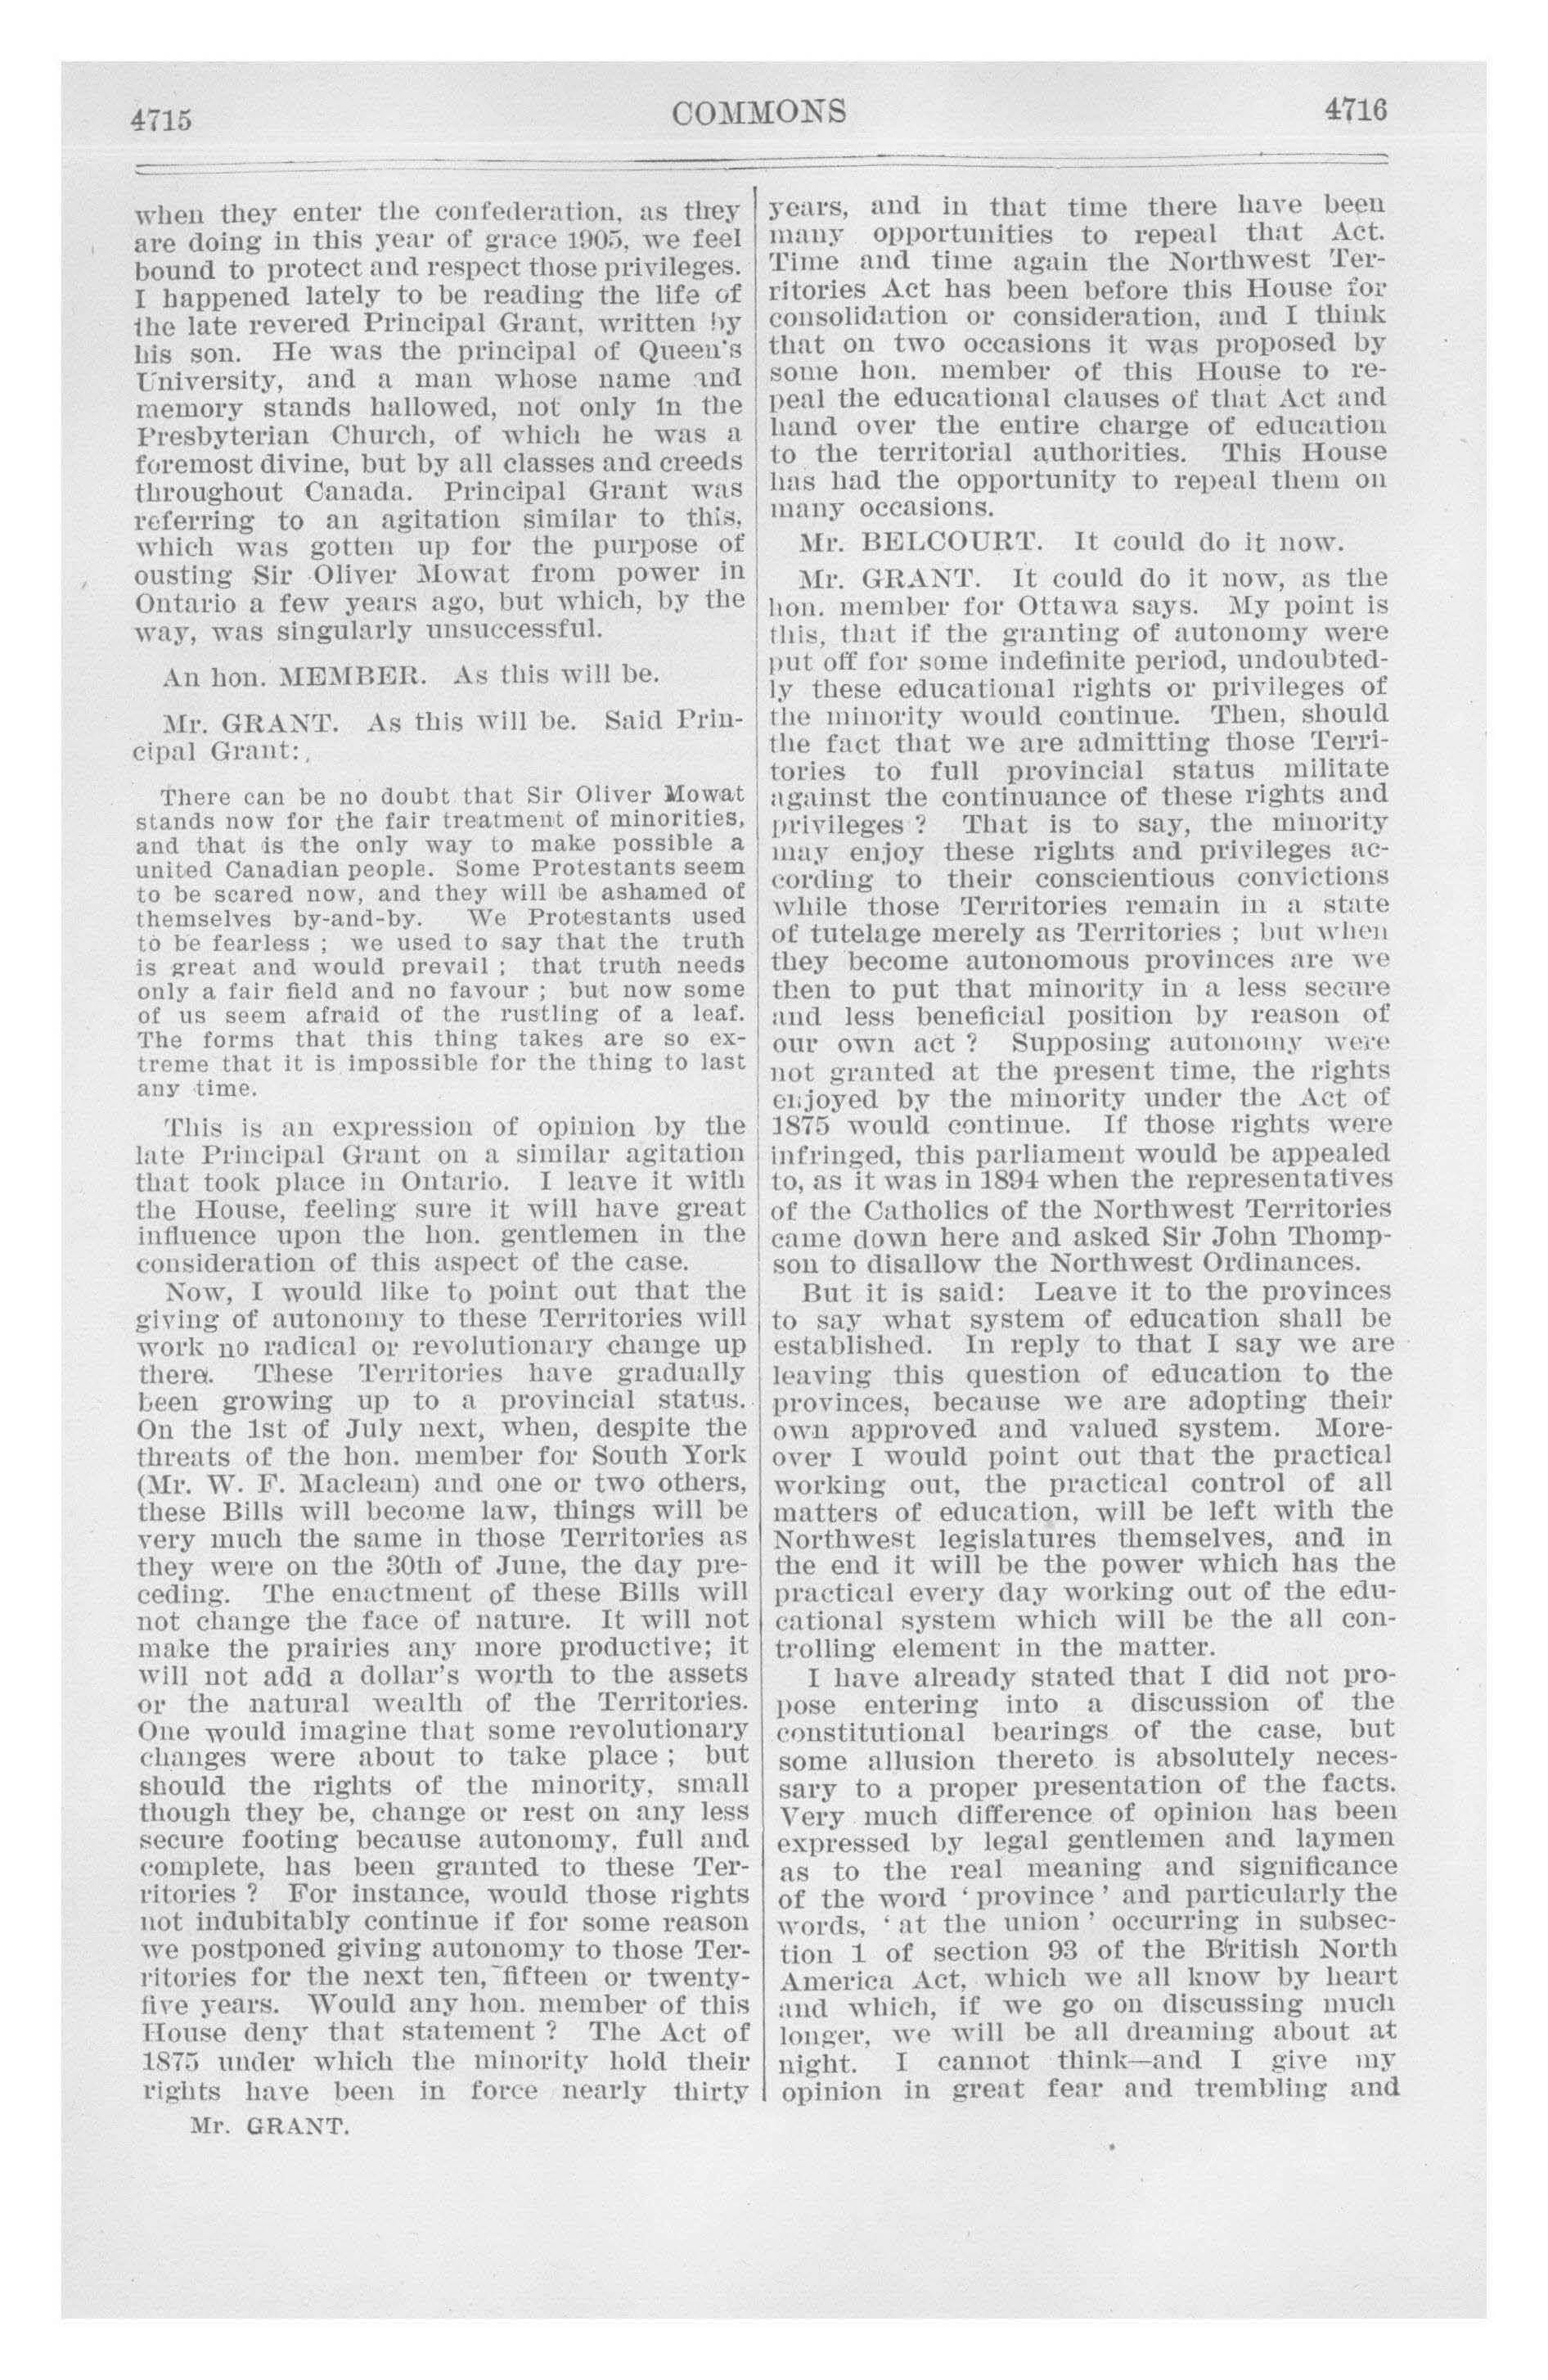 4715
COMMONS
4716
when they enter the confederation, as they
are doing in this year of grace 1905, we feel
bound to protect and respect those privileges.
I happened lately to be reading the life of
the late revered Principal Grant, written by
his son. He was the principal of Queen's
University, and a man whose name and
memory stands hallowed, not only in the
Presbyterian Church, of which he was a
foremost divine, but by all classes and creeds
throughout Canada. Principal Grant was
referring to an agitation similar to this,
which was gotten up for the purpose of
ousting Sir Oliver Mowat from power in
Ontario a few years ago, but which, by the
way, was singularly unsuccessful.
An hon. MEMBER. As this will be.
Mr. GRANT. As this will be. Said Prin-
cipal Grant:
There can be no doubt that Sir Oliver Mowat
stands now for the fair treatment of minorities,
and that is the only way to make possible a
united Canadian people. Some Protestants seem
to be scared now, and they will be ashamed of
themselves by-and-by. We Protestants used
to be fearless ; we used to say that the truth
is great and would prevail ; that truth needs
only a fair field and no favour ; but now some
of us seem afraid of the rustling of a leaf.
The forms that this thing takes are so ex-
treme that it is impossible for the thing to last
any time.
This is an expression of opinion by the
late Principal Grant on a similar agitation
that took place in Ontario. I leave it with
the House, feeling sure it will have great
influence upon the hon. gentlemen in the
consideration of this aspect of the case.
Now, I would like to point out that the
giving of autonomy to these Territories will
work no radical or revolutionary change up
there. These Territories have gradually
been growing up to a provincial status.
On the 1st of July next, when, despite the
threats of the hon. member for South York
(Mr. W. F. Maclean) and one or two others,
these Bills will become law, things will be
very much the same in those Territories as
they were on the 30th of June, the day pre-
ceding. The enactment of these Bills will
not change the face of nature. It will not
make the prairies any more productive; it
will not add a dollar's worth to the assets
or the natural wealth of the Territories.
One would imagine that some revolutionary
changes were about to take place ; but
should the rights of the minority, small
though they be, change or rest on any less
secure footing because autonomy, full and
complete, has been granted to these Ter-
ritories ? For instance, would those rights
not indubitably continue if for some reason
we postponed giving autonomy to those Ter-
ritories for the next ten, fifteen or twenty-
five years. Would any hon. member of this
House deny that statement ? The Act of
1875 under which the minority hold their
rights have been in force nearly thirty
Mr. GRANT.
years, and in that time there have been
many opportunities to repeal that Act.
Time and time again the Northwest Ter-
ritories Act has been before this House for
consolidation or consideration, and I think
that on two occasions it was proposed by
some hon. member of this House to re-
peal the educational clauses of that Act and
hand over the entire charge of education
to the territorial authorities. This House
has had the opportunity to repeal them on
many occasions.
Mr. BELCOURT. It could do it now.
Mr. GRANT. It could do it now, as the
hon. member for Ottawa says. My point is
this, that if the granting of autonomy were
put off for some indefinite period, undoubted-
ly these educational rights or privileges of
the minority would continue. Then, should
the fact that we are admitting those Terri-
tories to full provincial status militate
against the continuance of these rights and
privileges ? That is to say, the minority
may enjoy these rights and privileges ac-
cording to their conscientious convictions
while those Territories remain in a state
of tutelage merely as Territories ; but when
they become autonomous provinces are we
then to put that minority in a less secure
and less beneficial position by reason of
our own act ? Supposing autonomy were
not granted at the present time, the rights
enjoyed by the minority under the Act of
1875 would continue. If those rights were
infringed, this parliament would be appealed
to, as it was in 1894 when the representatives
of the Catholics of the Northwest Territories
came down here and asked Sir John Thomp-
son to disallow the Northwest Ordinances.
But it is said: Leave it to the provinces
to say what system of education shall be
established. In reply to that I say we are
leaving this question of education to the
provinces, because we are adopting their
own approved and valued system. More-
over I would point out that the practical
working out, the practical control of all
matters of education, will be left with the
Northwest legislatures themselves, and in
the end it will be the power which has the
practical every day working out of the edu-
cational system which will be the all con-
trolling element in the matter.
I have already stated that I did not pro-
pose entering into a discussion of the
constitutional bearings of the case, but
some allusion thereto is absolutely neces-
sary to a proper presentation of the facts.
Very much difference of opinion has been
expressed by legal gentlemen and laymen
as to the real meaning and significance
of the word ‘ province ’ and particularly the
words, ‘ at the union ’ occurring in subsec-
tion 1 of section 93 of the British North
America Act, which we all know by heart
and which, if we go on discussing much
longer, we will be all dreaming about at
night. I cannot think—and I give my
opinion in great fear and trembling and